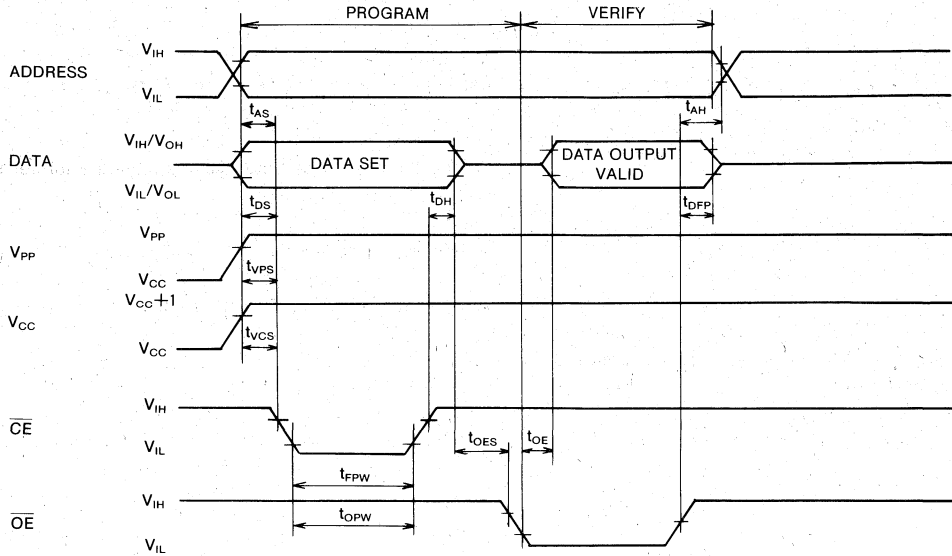 PROGRAM VERIFY
ADDRESS
VIH
VIL
tAS
tAH
DATA
VIH/VOH
VIL/VOL
DATA SET
DATA OUTPUT
VALID
tDS
tDH
tDFP
VPP
VPP
VCC
tVPS
VCC
VCC+1
VCC
tVCS
CE
VIH
VIL
tOES
tOE
tFPW
tOPW
OE
VIH
VIL